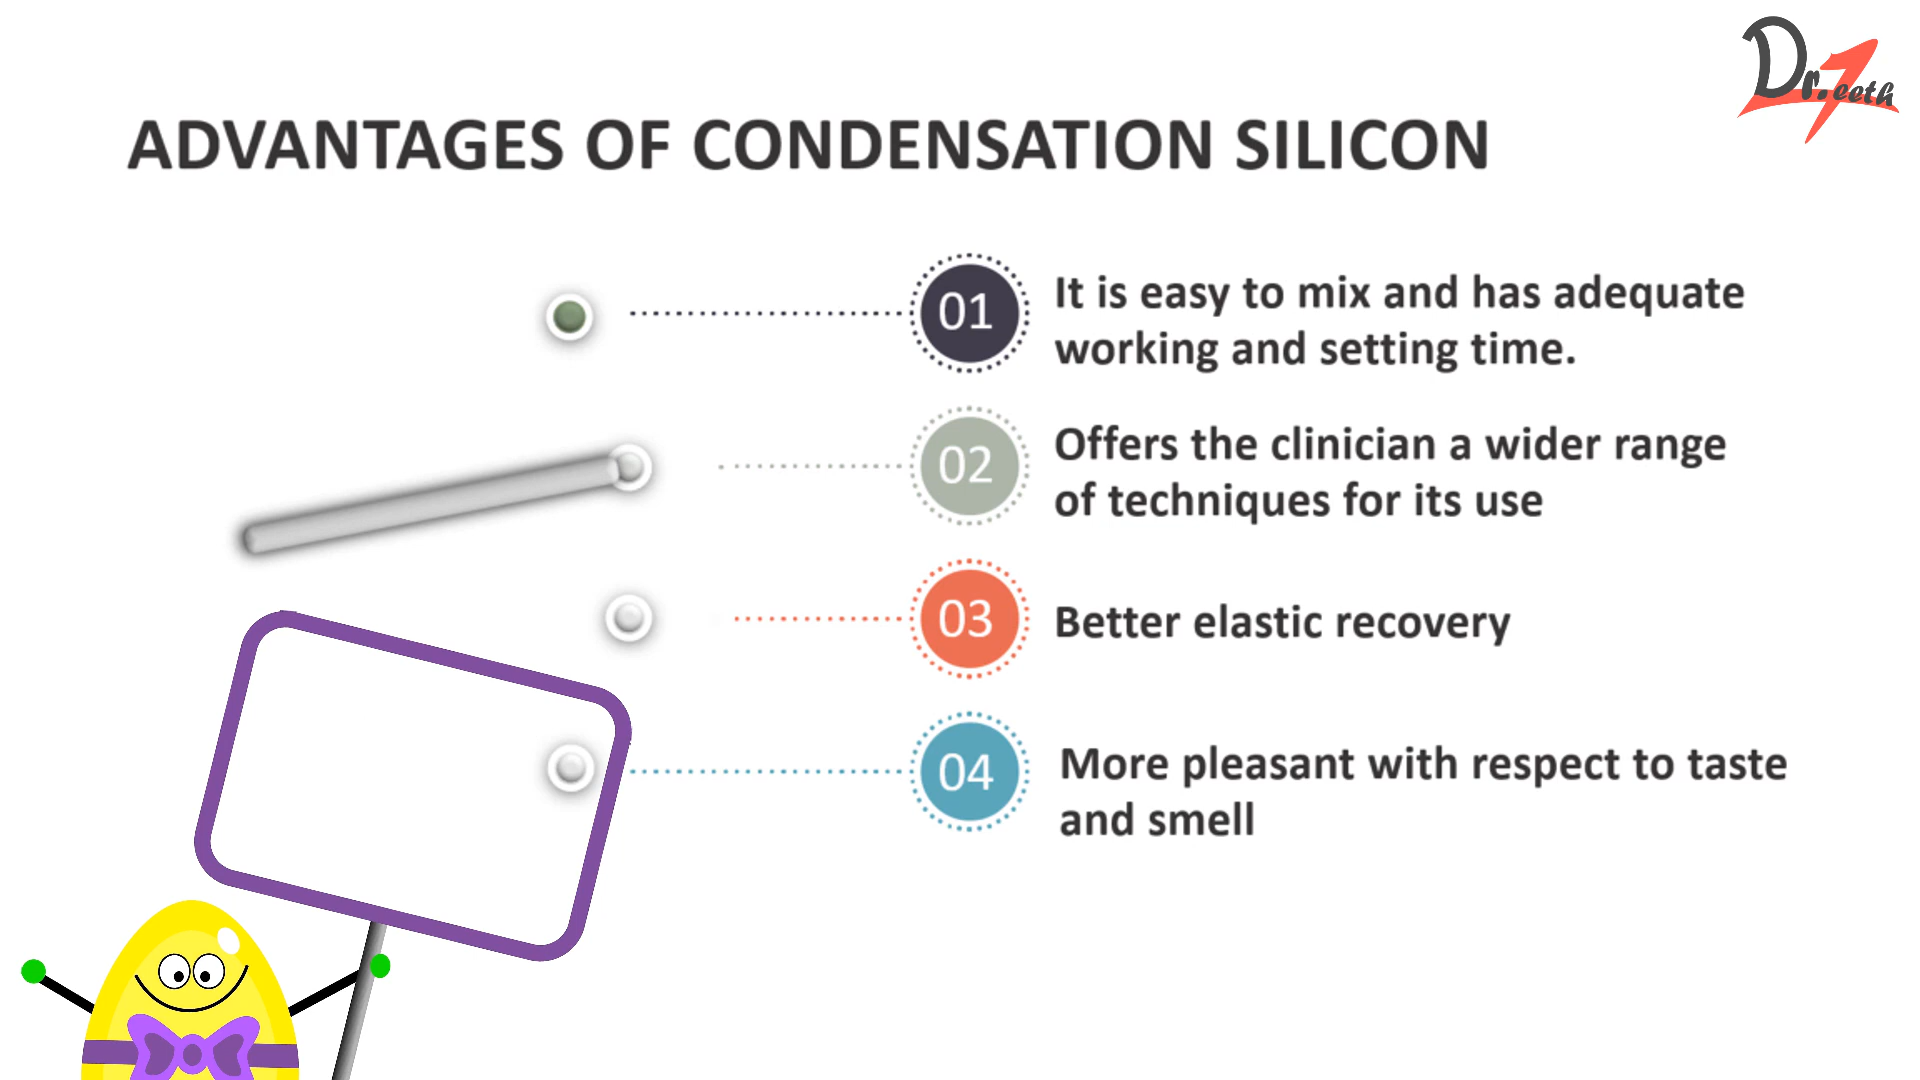 Dr.Teeth
ADVANTAGES OF CONDENSATION SILICON
01
It is easy to mix and has adequate
working and setting time.
02
Offers the clinician a wider range
of techniques for its use
03
Better elastic recovery
04
More pleasant with respect to taste
and smell